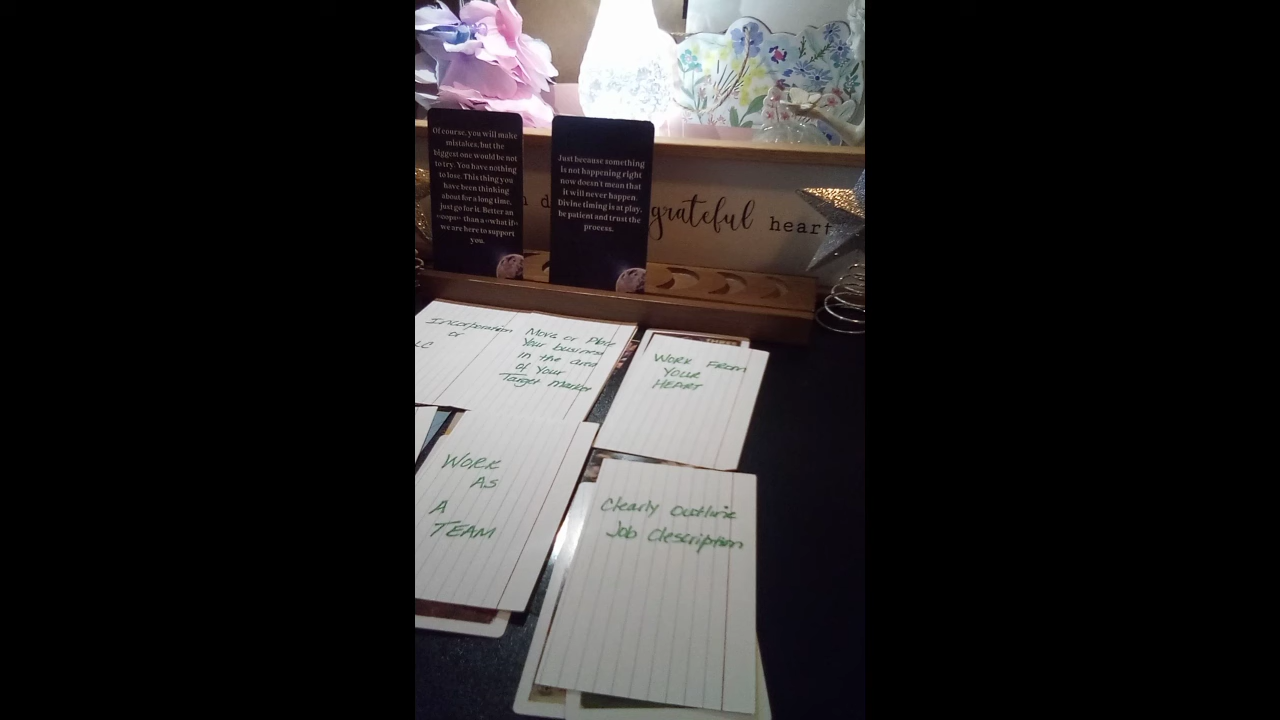 Of course, you will make
mistakes, but the
biggest one would be not
to try. You have nothing
to lose. This thing you
have been thinking
about for a long time,
just go for it. Better an
«oops» than a «what if»
we are here to support
you.
Just because something
is not happening right
now doesn't mean that
it will never happen.
Divine timing is at play,
be patient and trust the
process.
grateful heart
Incorporation
or
LC
Move or Place
Your business
in the area
of Your
Target Market
WORK FROM
YOUR
HEART
WORK
AS
A
TEAM
Clearly Outline
Job Description